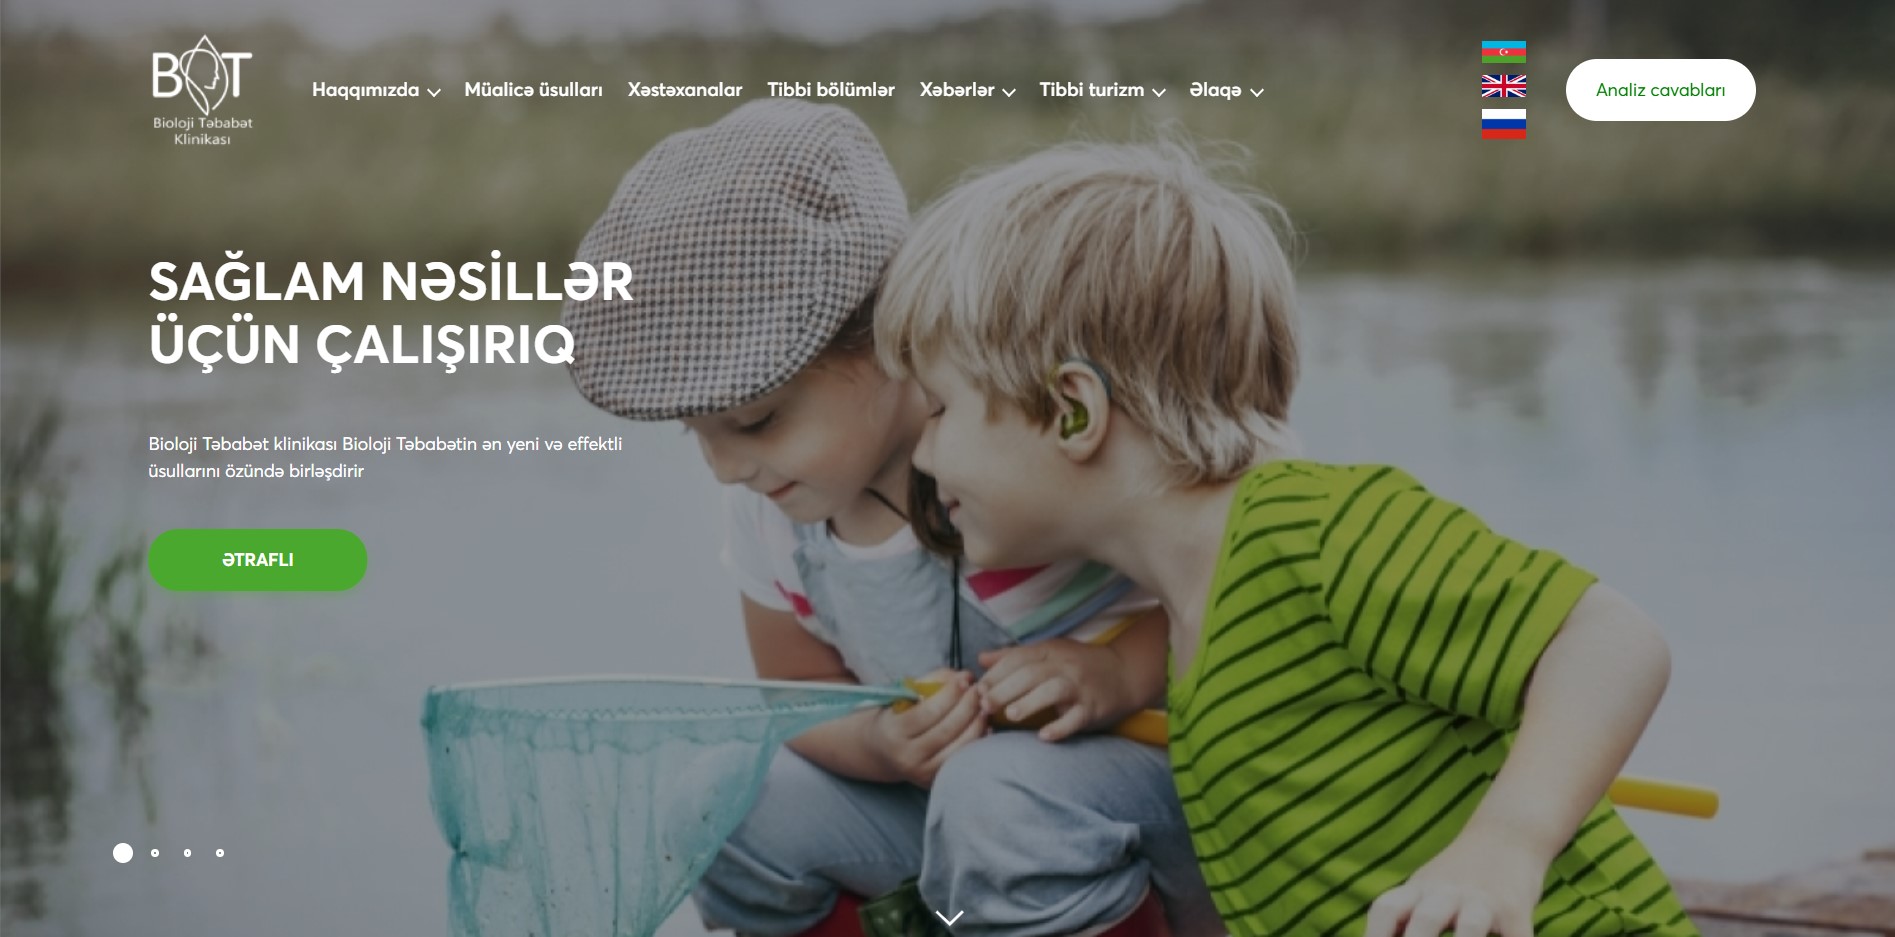 BOT
Bioloji Təbabət
Klinikası
Haqqımızda
Müalicə üsulları
Xəstəxanalar
Tibbi bölümlər
Xəbərlər
Tibbi turizm
Əlaqə
Analiz cavabları
SAĞLAM NƏSİLLƏR
ÜÇÜN ÇALIŞIRIQ
Bioloji Təbabət klinikası Bioloji Təbabətin ən yeni və effektli
üsullarını özündə birləşdirir
ƏTRAFLI